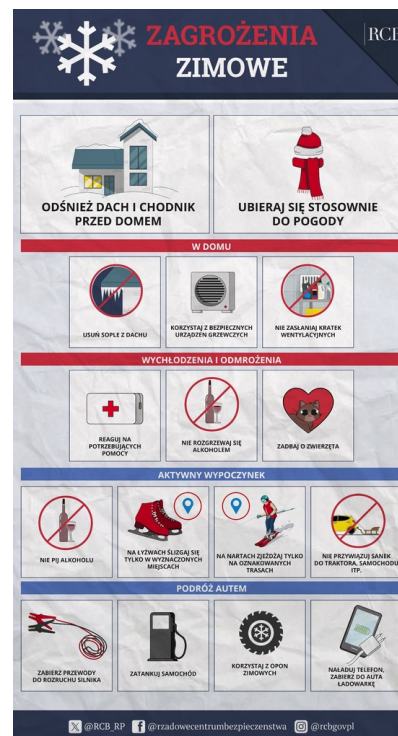 ZAGROŻENIA
ZIMOWE
RCB
ODŚNIEŻ DACH I CHODNIK
PRZED DOMEM
UBIERAJ SIĘ STOSOWNIE
DO POGODY
W DOMU
USUŃ SOPLE Z DACHU
KORZYSTAJ Z BEZPIECZNYCH
URZĄDZEŃ GRZEWCZYCH
NIE ZASŁANIAJ KRATEK
WENTYLACYJNYCH
WYCHŁODZENIA I ODMROŻENIA
REAGUJ NA
POTRZEBUJĄCYCH
POMOCY
NIE ROZGRZEWAJ SIĘ
ALKOHOLEM
ZADBAJ O ZWIERZĘTA
AKTYWNY WYPOCZYNEK
NIE PIJ ALKOHOLU
NA ŁYŻWACH ŚLIZGAJ SIĘ
TYLKO W WYZNACZONYCH
MIEJSCACH
NA NARTACH ZJEŻDŻAJ TYLKO
NA OZNAKOWANYCH
TRASACH
NIE PRZYWIĄZUJ SANEK
DO TRAKTORA, SAMOCHODU
ITP.
PODRÓŻ AUTEM
ZABIERZ PRZEWODY
DO ROZRUCHU SILNIKA
ZATANKUJ SAMOCHÓD
KORZYSTAJ Z OPON
ZIMOWYCH
NAŁADUJ TELEFON,
ZABIERZ DO AUTA
ŁADOWARKĘ
@RCB_RP @rzadowecentrumbezpieczenstwa @rcbgovpl